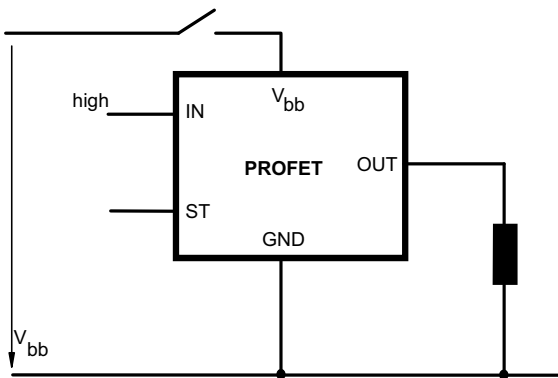 high
IN
V bb
PROFET
OUT
ST
GND
V bb